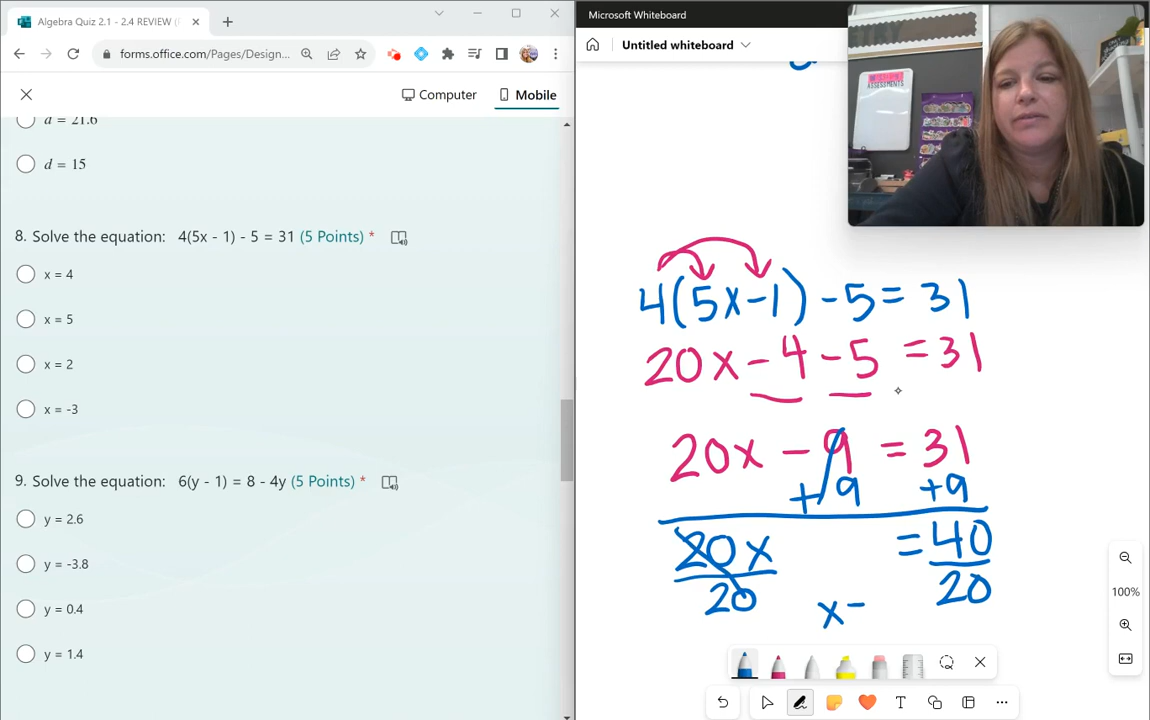 Algebra Quiz 2.1 - 2.4 REVIEW (
forms.office.com/Pages/Design...
Computer
Mobile
d = 21.6
d = 15
8. Solve the equation: 4(5x - 1) - 5 = 31 (5 Points) *
x = 4
x = 5
x = 2
x = -3
9. Solve the equation: 6(y - 1) = 8 - 4y (5 Points) *
y = 2.6
y = -3.8
y = 0.4
y = 1.4
Microsoft Whiteboard
Untitled whiteboard
ASSESSMENTS
4(5x-1) -5 = 31
20x - 4 - 5 = 31
20x - 9 = 31
+9 +9
20x = 40
20 20
x=
100%
T